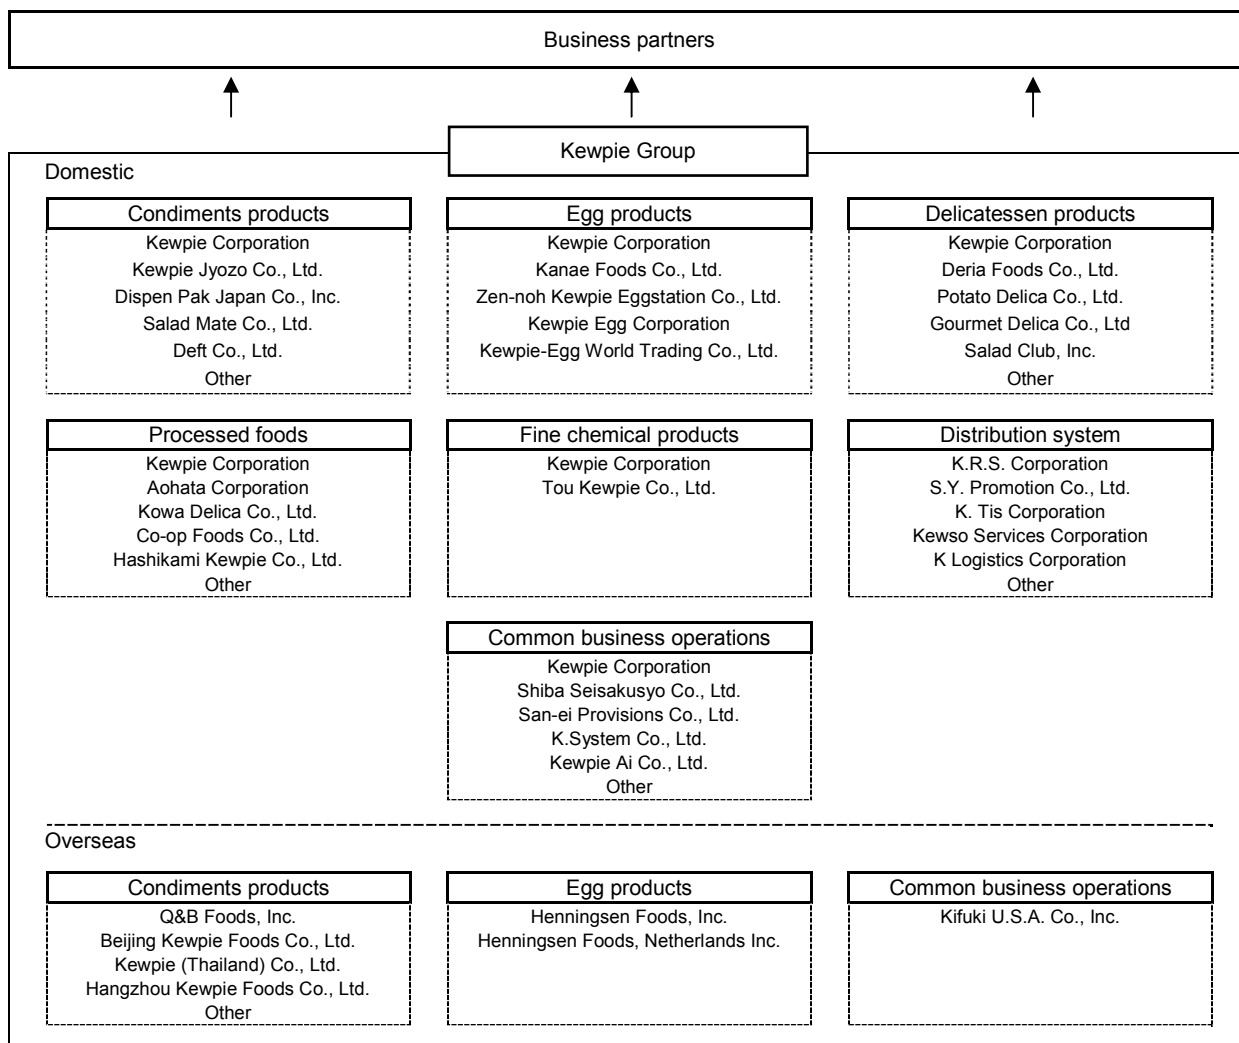 Business partners
Kewpie Group
Domestic
Condiments products
Kewpie Corporation
Kewpie Jyozo Co., Ltd.
Dispen Pak Japan Co., Inc.
Salad Mate Co., Ltd.
Deft Co., Ltd.
Other
Egg products
Kewpie Corporation
Kanae Foods Co., Ltd.
Zen-noh Kewpie Eggstation Co., Ltd.
Kewpie Egg Corporation
Kewpie-Egg World Trading Co., Ltd.
Delicatessen products
Kewpie Corporation
Deria Foods Co., Ltd.
Potato Delica Co., Ltd.
Gourmet Delica Co., Ltd
Salad Club, Inc.
Other
Processed foods
Kewpie Corporation
Aohata Corporation
Kowa Delica Co., Ltd.
Co-op Foods Co., Ltd.
Hashikami Kewpie Co., Ltd.
Other
Fine chemical products
Kewpie Corporation
Tou Kewpie Co., Ltd.
Distribution system
K.R.S. Corporation
S.Y. Promotion Co., Ltd.
K. Tis Corporation
Kewso Services Corporation
K Logistics Corporation
Other
Common business operations
Kewpie Corporation
Shiba Seisakusyo Co., Ltd.
San-ei Provisions Co., Ltd.
K.System Co., Ltd.
Kewpie Ai Co., Ltd.
Other
Overseas
Condiments products
Q&B Foods, Inc.
Beijing Kewpie Foods Co., Ltd.
Kewpie (Thailand) Co., Ltd.
Hangzhou Kewpie Foods Co., Ltd.
Other
Egg products
Henningsen Foods, Inc.
Henningsen Foods, Netherlands Inc.
Common business operations
Kifuki U.S.A. Co., Inc.